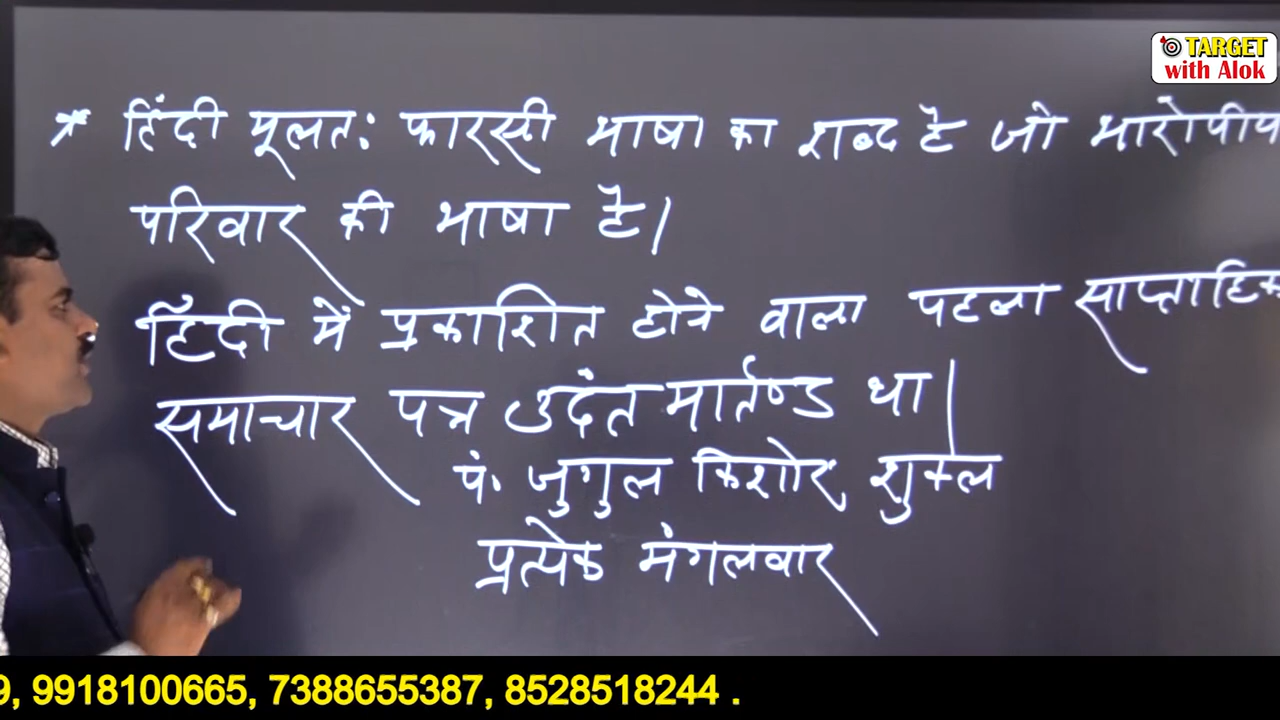 TARGET
with Alok
* हिंदी मूलत: फारसी भाषा का शब्द है जो भारोपीय
परिवार की भाषा है।
हिंदी में प्रकाशित होने वाला पहला साप्ताहिक
समाचार पत्र उदंत मार्तण्ड था।
पं. जुगुल किशोर शुक्ल
प्रत्येक मंगलवार
9, 9918100665, 7388655387, 8528518244 .